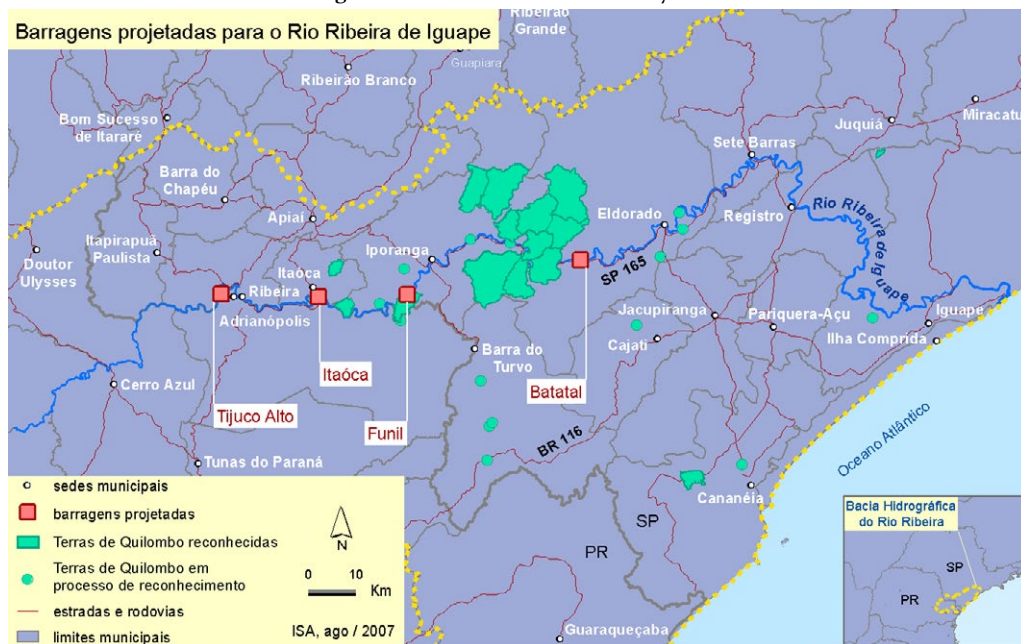 Barragens projetadas para o Rio Ribeira de Iguape
Ribeirão
Grande
Guapiara
Ribeirão Branco
Bom Sucesso
de Itararé
Miracatu
Juquiá
Sete Barras
Barra do
Chapéu
Apiaí
Eldorado
Registro
Rio Ribeira de Iguape
Iporanga
Itapirapuã
Paulista
Doutor
Ulysses
Itaóca
SP 165
Ribeira
Adrianópolis
Jacupiranga
Pariquera-Açu
Iguape
Ilha Comprida
Cajati
Barra do
Turvo
Cerro Azul
Itaóca
Batatal
Tijuco Alto
Funil
BR 116
Oceano Atlântico
Tunas do Paraná
Cananéia
SP
PR
Guaraqueçaba
sedes municipais
barragens projetadas
Terras de Quilombo reconhecidas
Terras de Quilombo em
processo de reconhecimento
estradas e rodovias
limites municipais
N
0 10
Km
ISA, ago / 2007
Bacia Hidrográfica
do Rio Ribeira
SP
PR